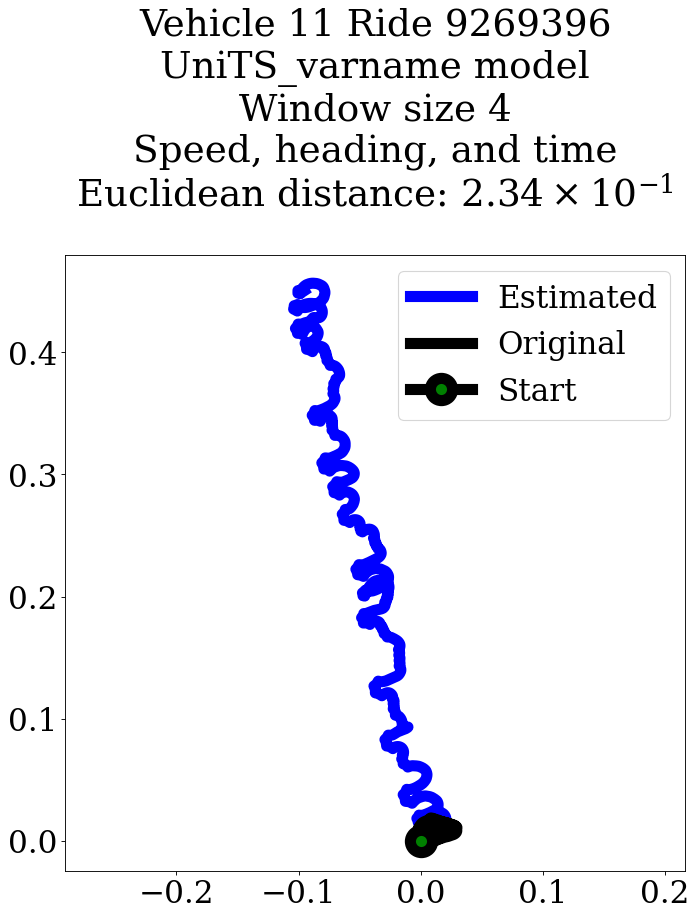 Vehicle 11 Ride 9269396
UniTS_varname model
Window size 4
Speed, heading, and time
Euclidean distance: 2.34 × 10⁻¹
Estimated
Original
Start
0.4
0.3
0.2
0.1
0.0
−0.2 −0.1 0.0 0.1 0.2